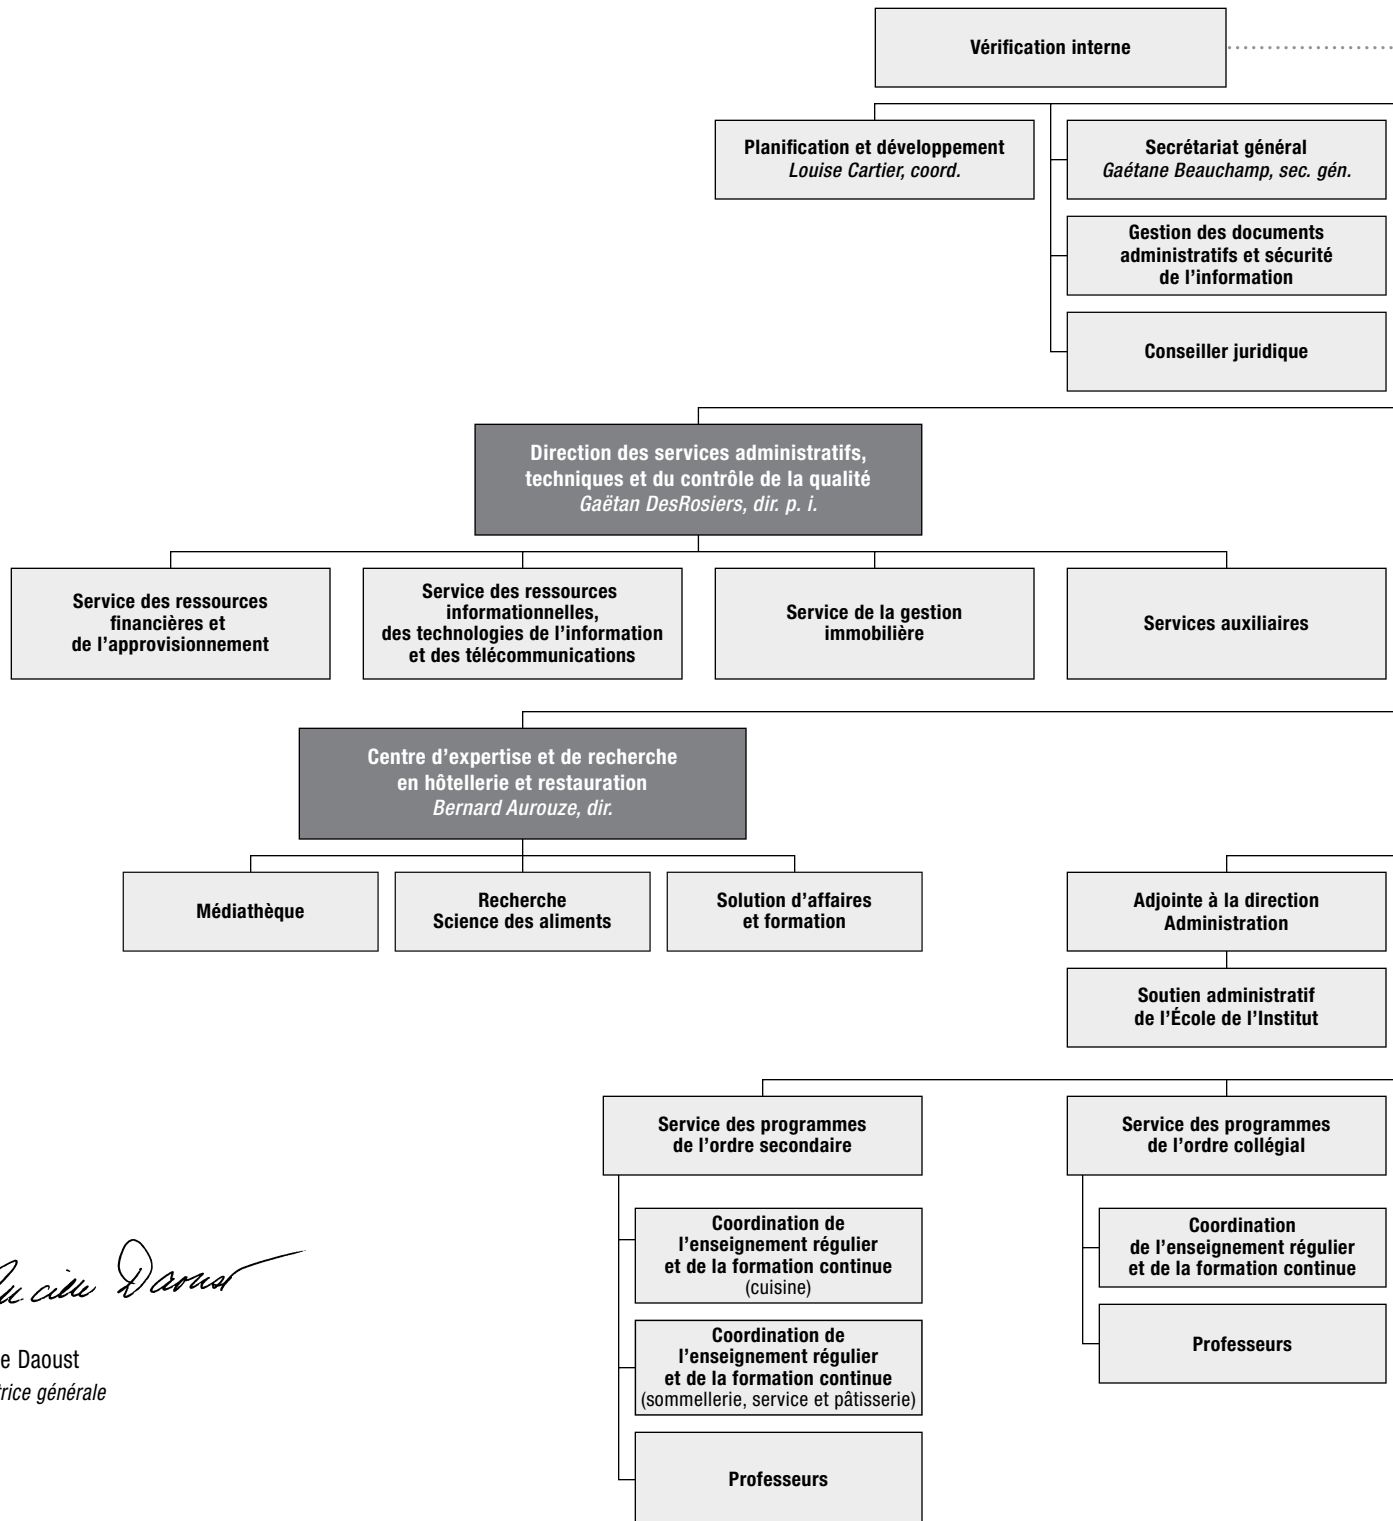 Vérification interne
Planification et développement
Louise Cartier, coord.
Secrétariat général
Gaétane Beauchamp, sec. gén.
Gestion des documents
administratifs et sécurité
de l'information
Conseiller juridique
Direction des services administratifs,
techniques et du contrôle de la qualité
Gaëtan DesRosiers, dir. p. i.
Service des ressources
financières et
de l'approvisionnement
Service des ressources
informationnelles,
des technologies de l'information
et des télécommunications
Service de la gestion
immobilière
Services auxiliaires
Centre d'expertise et de recherche
en hôtellerie et restauration
Bernard Aurouze, dir.
Médiathèque
Recherche
Science des aliments
Solution d'affaires
et formation
Adjointe à la direction
Administration
Soutien administratif
de l'École de l'Institut
Service des programmes
de l'ordre secondaire
Coordination de
l'enseignement régulier
et de la formation continue
(cuisine)
Coordination de
l'enseignement régulier
et de la formation continue
(sommellerie, service et pâtisserie)
Professeurs
Service des programmes
de l'ordre collégial
Coordination
de l'enseignement régulier
et de la formation continue
Professeurs
Daoust
e Daoust
trice générale